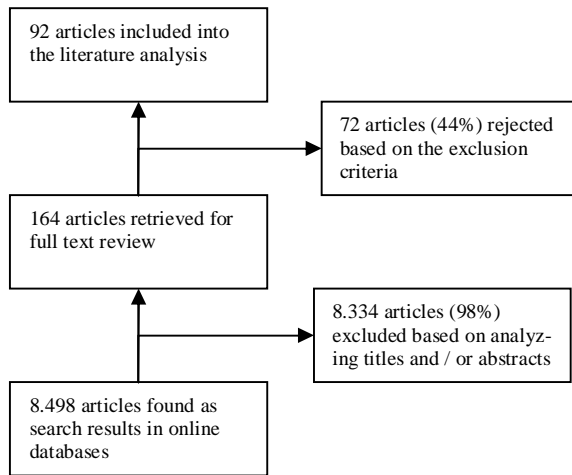 92 articles included into
the literature analysis
72 articles (44%) rejected
based on the exclusion
criteria
164 articles retrieved for
full text review
8.334 articles (98%)
excluded based on analyz-
ing titles and / or abstracts
8.498 articles found as
search results in online
databases